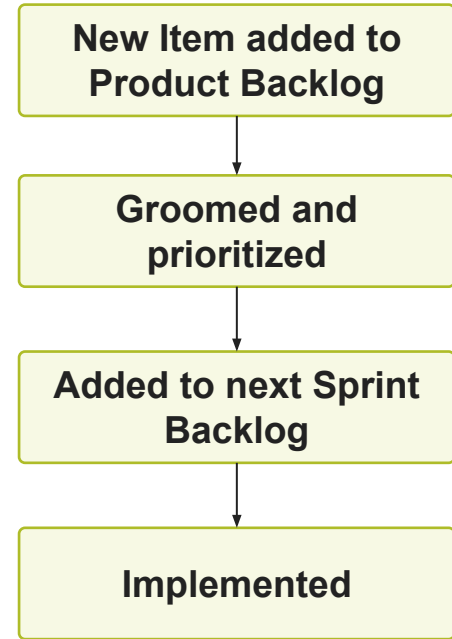 New Item added to
Product Backlog
Groomed and
prioritized
Added to next Sprint
Backlog
Implemented